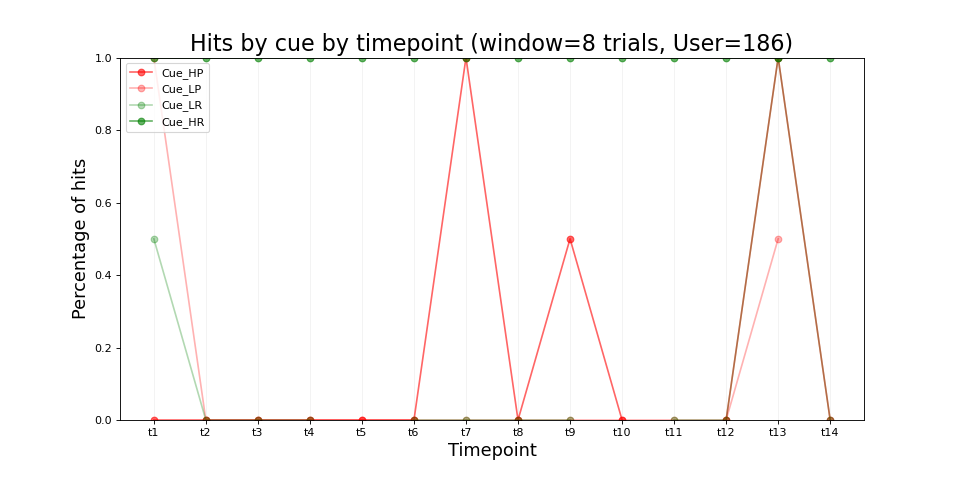 Hits by cue by timepoint (window=8 trials, User=186)
Percentage of hits
1.0
0.8
0.6
0.4
0.2
0.0
Cue_HP
Cue_LP
Cue_LR
Cue_HR
t1 t2 t3 t4 t5 t6 t7 t8 t9 t10 t11 t12 t13 t14
Timepoint